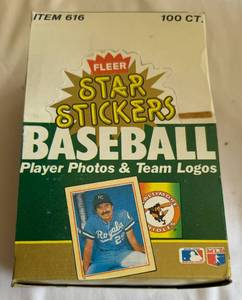 ITEM 616
100 CT.
FLEER
STAR
STICKERS
BASEBALL
Player Photos & Team Logos
Royals